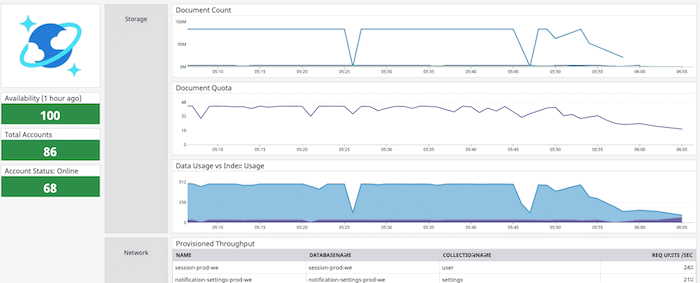 Storage
Document Count
100M
50M
0M
05:10 05:15 05:20 05:25 05:30 05:35 05:40 05:45 05:50 05:55 06:00 06:05
Availability (1 hour ago)
100
Total Accounts
86
Account Status: Online
68
Document Quota
48
32
16
05:10 05:15 05:20 05:25 05:30 05:35 05:40 05:45 05:50 05:55 06:00 06:05
Data Usage vs Index Usage
512
256
0
05:10 05:15 05:20 05:25 05:30 05:35 05:40 05:45 05:50 05:55 06:00 06:05
Network
Provisioned Throughput
NAME DATABASENAME COLLECTIONNAME REQ UNITS /SEC
session-prod-we session-prod-we user
notification-settings-prod-we notification-settings-prod-we settings